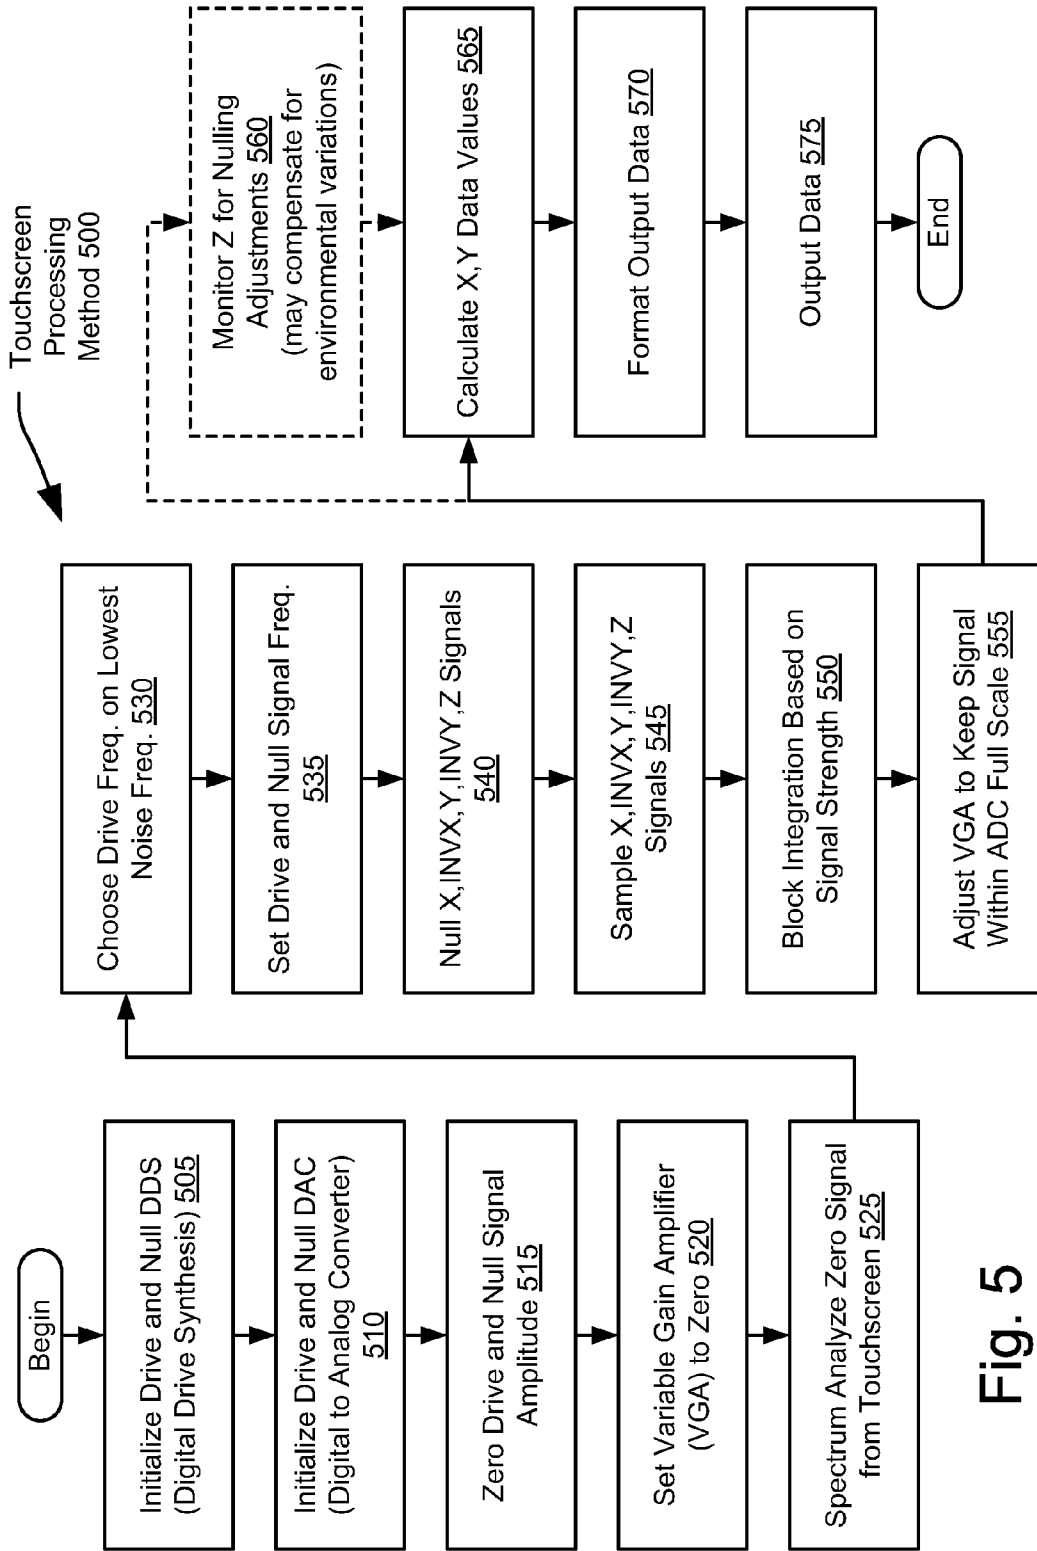 Touchscreen
Processing
Method 500
Begin
Initialize Drive and Null DDS
(Digital Drive Synthesis) 505
Initialize Drive and Null DAC
(Digital to Analog Converter)
510
Zero Drive and Null Signal
Amplitude 515
Set Variable Gain Amplifier
(VGA) to Zero 520
Spectrum Analyze Zero Signal
from Touchscreen 525
Choose Drive Freq. on Lowest
Noise Freq. 530
Set Drive and Null Signal Freq.
535
Null X,INVX,Y,INVY,Z Signals
540
Sample X,INVX,Y,INVY,Z
Signals 545
Block Integration Based on
Signal Strength 550
Adjust VGA to Keep Signal
Within ADC Full Scale 555
Monitor Z for Nulling
Adjustments 560
(may compensate for
environmental variations)
Calculate X,Y Data Values 565
Format Output Data 570
Output Data 575
End
Fig. 5